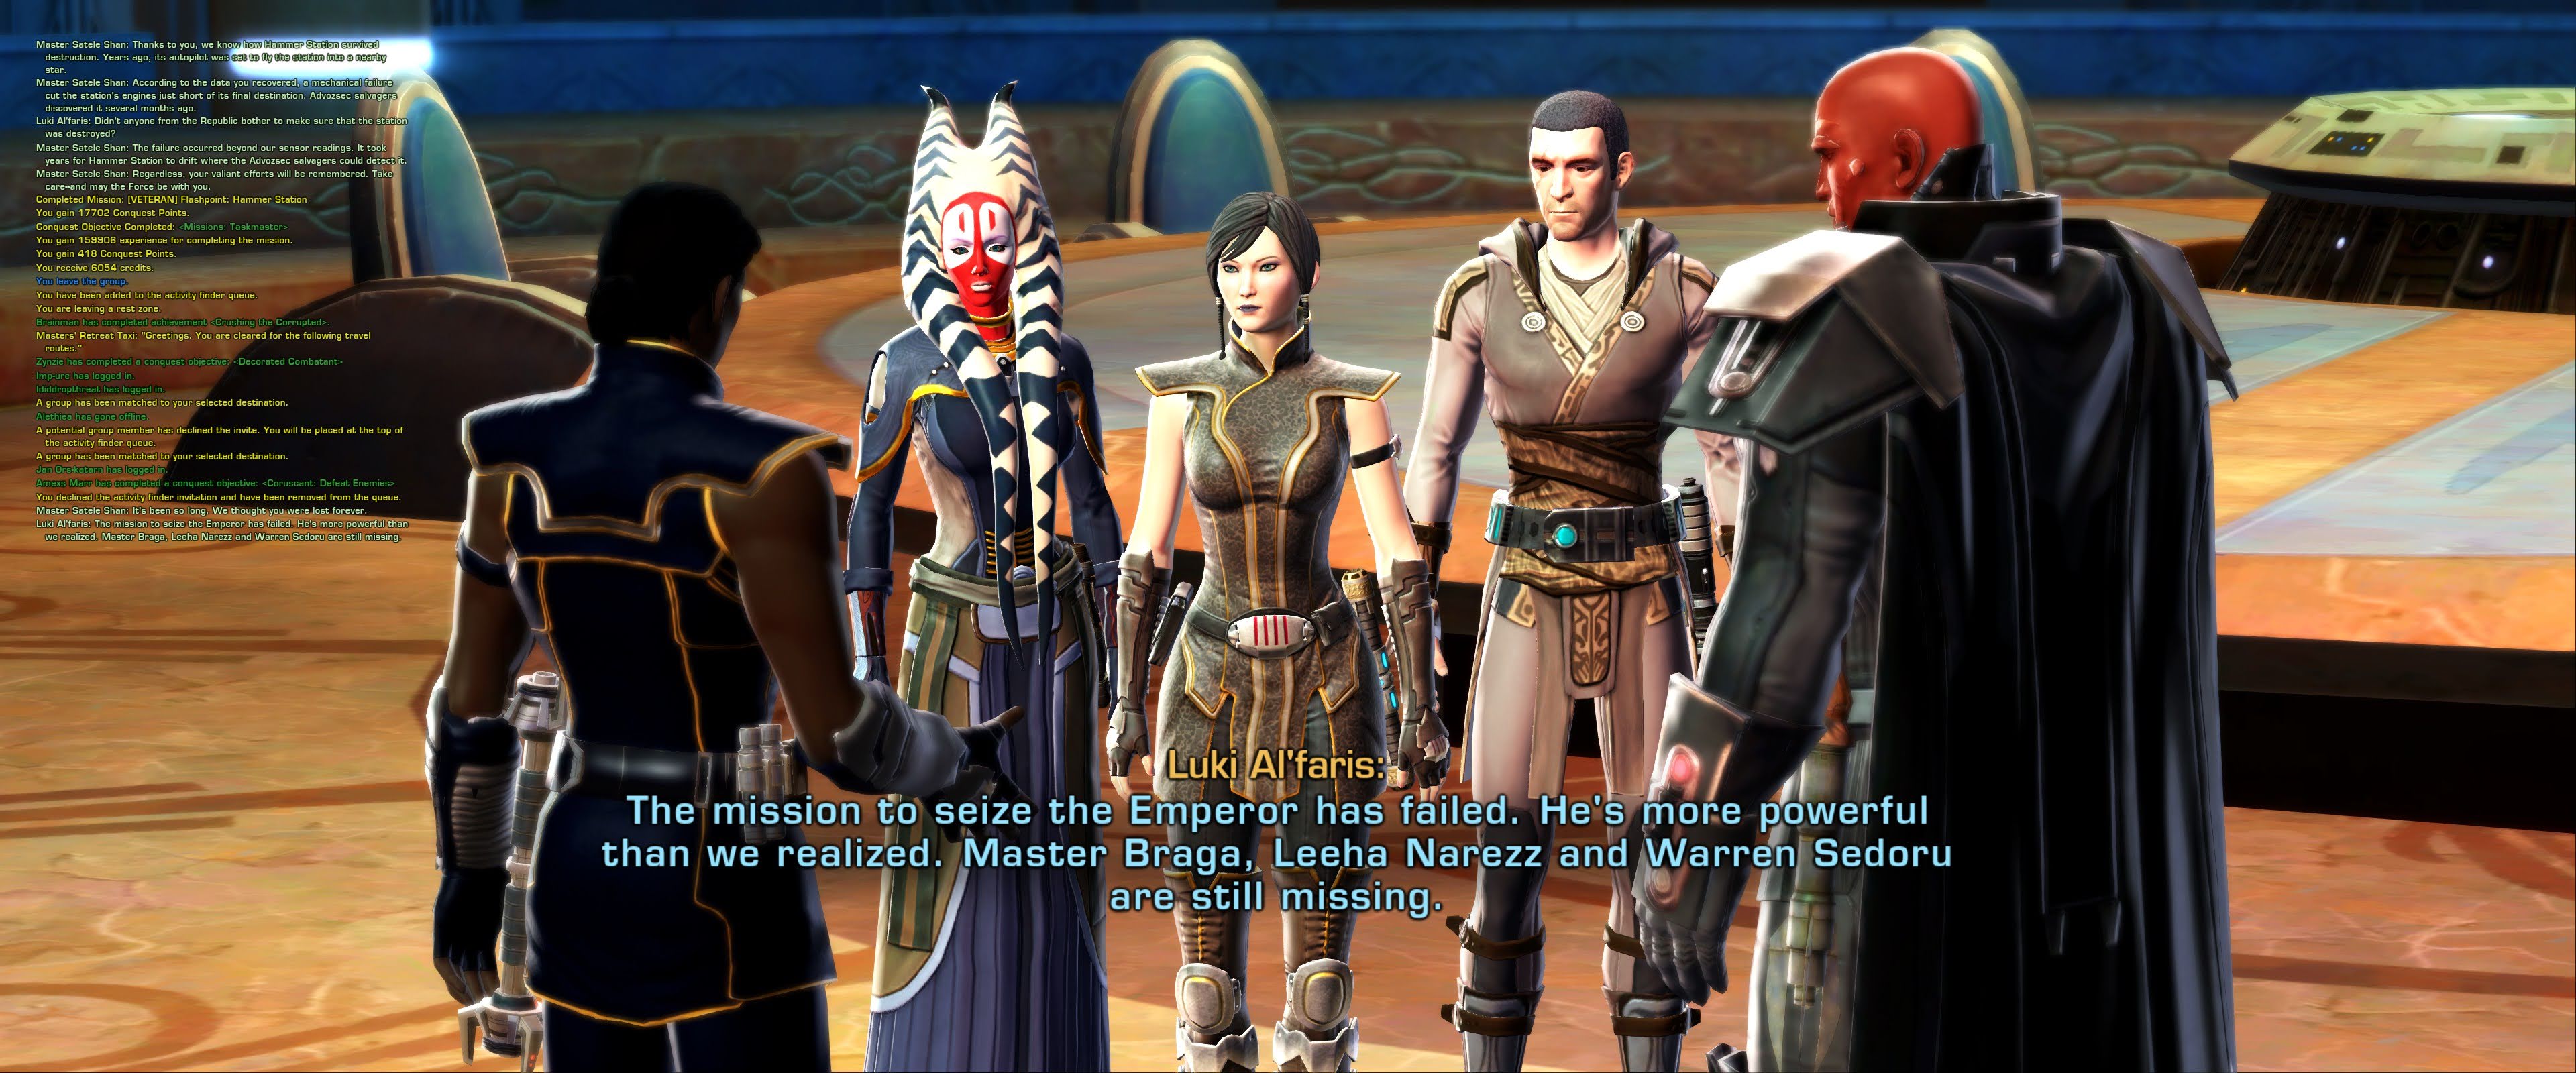 Master Satele Shan: Thanks to you, we know how Hammer Station survived
destruction. Years ago, its autopilot was set to fly the station into a nearby
star.
Master Satele Shan: According to the data you recovered, a mechanical failure
cut the station's engines just short of its final destination. Advozsec salvagers
discovered it several months ago.
Luki Al'faris: Didn't anyone from the Republic bother to make sure that the station
was destroyed?
Master Satele Shan: The failure occurred beyond our sensor readings. It took
years for Hammer Station to drift where the Advozsec salvagers could detect it.
Master Satele Shan: Regardless, your valiant efforts will be remembered. Take
care—and may the Force be with you.
Completed Mission: [VETERAN] Flashpoint: Hammer Station
You gain 17702 Conquest Points.
Conquest Objective Completed: <Missions: Taskmaster>
You gain 159906 experience for completing the mission.
You gain 418 Conquest Points.
You receive 6054 credits.
You leave the group.
You have been added to the activity finder queue.
You are leaving a rest zone.
Brainman has completed achievement <Crushing the Corrupted>.
Masters' Retreat Taxi: "Greetings. You are cleared for the following travel
routes."
Zynzie has completed a conquest objective: <Decorated Combatant>
Imp-ure has logged in.
Ididdropthreat has logged in.
A group has been matched to your selected destination.
Alethiea has gone offline.
A potential group member has declined the invite. You will be placed at the top of
the activity finder queue.
A group has been matched to your selected destination.
Jan Ors-katarn has logged in.
Amexs Marr has completed a conquest objective: <Coruscant: Defeat Enemies>
You declined the activity finder invitation and have been removed from the queue.
Master Satele Shan: It's been so long. We thought you were lost forever.
Luki Al'faris: The mission to seize the Emperor has failed. He's more powerful than
we realized. Master Braga, Leeha Narezz and Warren Sedoru are still missing.
Luki Al'faris:
The mission to seize the Emperor has failed. He's more powerful
than we realized. Master Braga, Leeha Narezz and Warren Sedoru
are still missing.